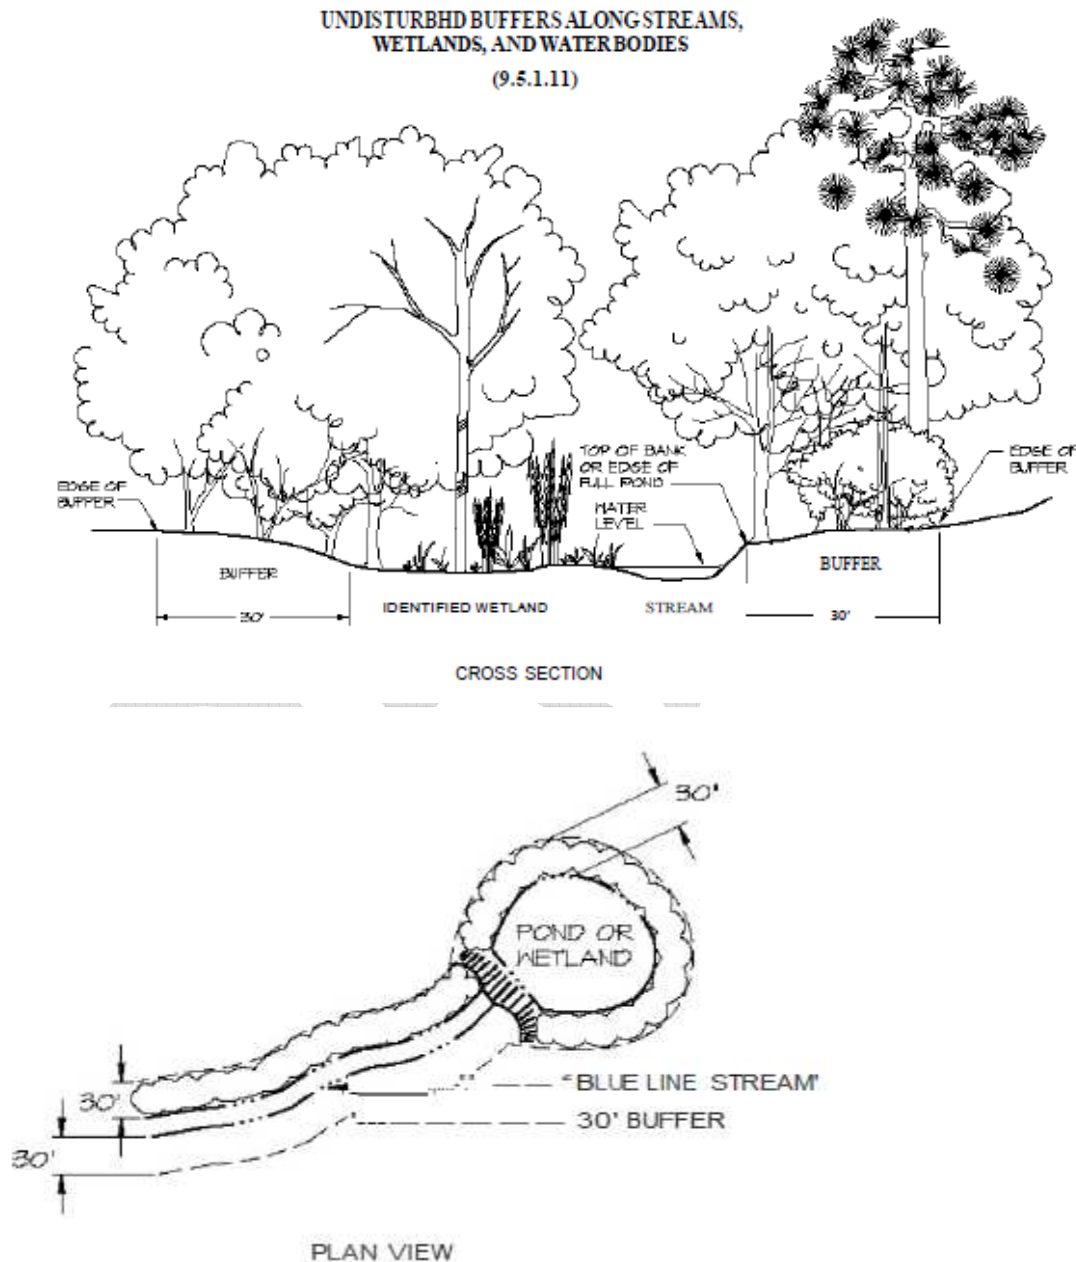 UNDISTURBHD BUFFERS ALONG STREAMS,
WETLANDS, AND WATER BODIES
(9.5.1.11)
TOP OF BANK
OR EDGE OF
FULL POND
EDGE OF
BUFFER
EDGE OF
BUFFER
WATER
LEVEL
BUFFER
BUFFER
IDENTIFIED WETLAND
STREAM
30'
30'
CROSS SECTION
30'
POND OR
WETLAND
30'
"BLUE LINE STREAM'
30' BUFFER
30'
PLAN VIEW